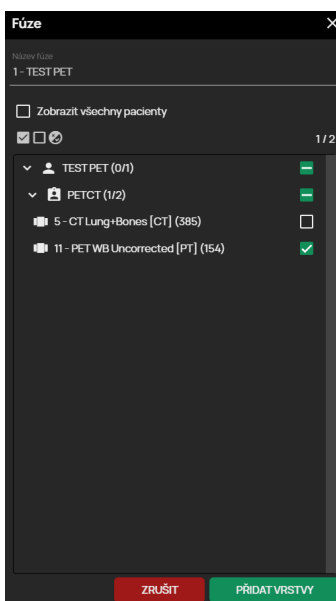 Fúze
Název fúze
1 - TEST PET
Zobrazit všechny pacienty
1 / 2
TEST PET (0/1)
PETCT (1/2)
5 - CT Lung+Bones [CT] (385)
11 - PET WB Uncorrected [PT] (154)
ZRUŠIT
PŘIDAT VRSTVY